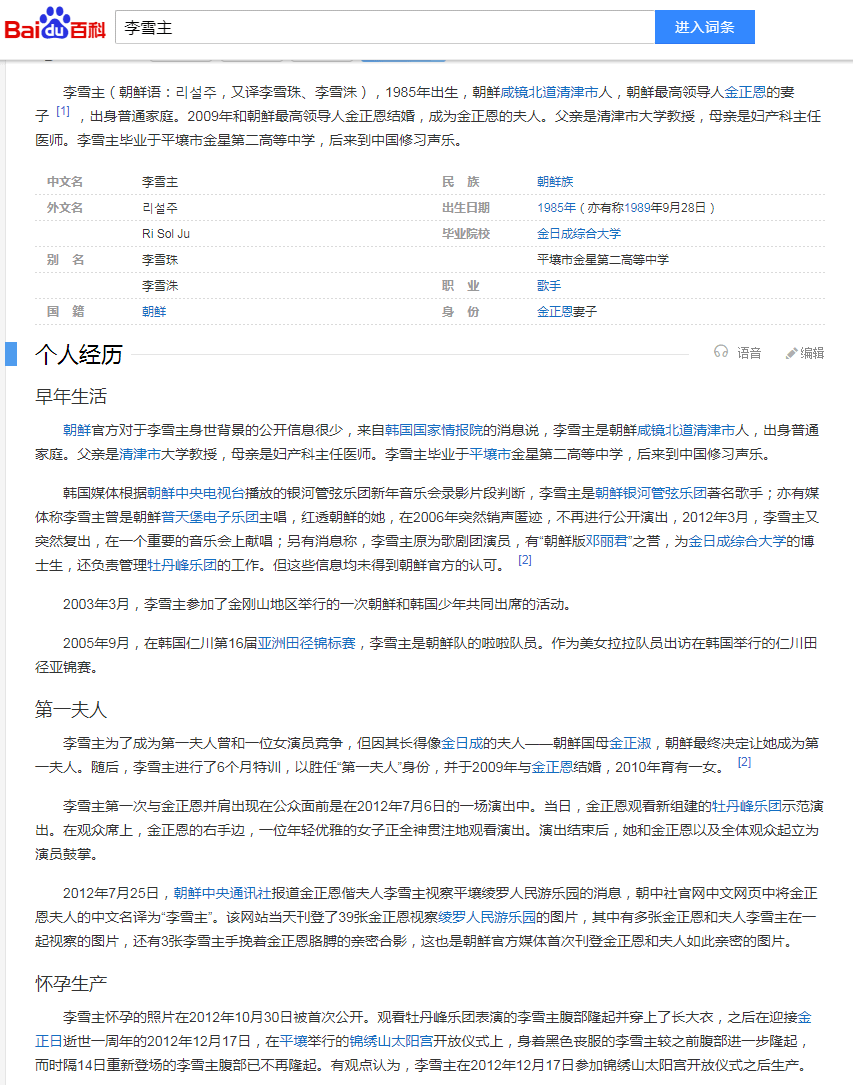 Bai du 百科
李雪主
进入词条
李雪主（朝鲜语：리설주，又译李雪珠、李雪洙），1985年出生，朝鲜咸镜北道清津市人，朝鲜最高领导人金正恩的妻
子 [1] ，出身普通家庭。2009年和朝鲜最高领导人金正恩结婚，成为金正恩的夫人。父亲是清津市大学教授，母亲是妇产科主任
医师。李雪主毕业于平壤市金星第二高等中学，后来到中国修习声乐。
中文名 李雪主 民 族 朝鲜族
外文名 리설주 出生日期 1985年（亦有称1989年9月28日）
Ri Sol Ju 毕业院校 金日成综合大学
别 名 李雪珠 平壤市金星第二高等中学
李雪洙 职 业 歌手
国 籍 朝鲜 身 份 金正恩妻子
个人经历 语音 编辑
早年生活
朝鲜官方对于李雪主身世背景的公开信息很少，来自韩国国家情报院的消息说，李雪主是朝鲜咸镜北道清津市人，出身普通
家庭。父亲是清津市大学教授，母亲是妇产科主任医师。李雪主毕业于平壤市金星第二高等中学，后来到中国修习声乐。
韩国媒体根据朝鲜中央电视台播放的银河管弦乐团新年音乐会录影片段判断，李雪主是朝鲜银河管弦乐团著名歌手；亦有媒
体称李雪主曾是朝鲜普天堡电子乐团主唱，红透朝鲜的她，在2006年突然销声匿迹，不再进行公开演出，2012年3月，李雪主又
突然复出，在一个重要的音乐会上献唱；另有消息称，李雪主原为歌剧团演员，有“朝鲜版邓丽君”之誉，为金日成综合大学的博
士生，还负责管理牡丹峰乐团的工作。但这些信息均未得到朝鲜官方的认可。 [2]
2003年3月，李雪主参加了金刚山地区举行的一次朝鲜和韩国少年共同出席的活动。
2005年9月，在韩国仁川第16届亚洲田径锦标赛，李雪主是朝鲜队的啦啦队员。作为美女拉拉队员出访在韩国举行的仁川田
径亚锦赛。
第一夫人
李雪主为了成为第一夫人曾和一位女演员竞争，但因其长得像金日成的夫人——朝鲜国母金正淑，朝鲜最终决定让她成为第
一夫人。随后，李雪主进行了6个月特训，以胜任“第一夫人”身份，并于2009年与金正恩结婚，2010年育有一女。 [2]
李雪主第一次与金正恩并肩出现在公众面前是在2012年7月6日的一场演出中。当日，金正恩观看新组建的牡丹峰乐团示范演
出。在观众席上，金正恩的右手边，一位年轻优雅的女子正全神贯注地观看演出。演出结束后，她和金正恩以及全体观众起立为
演员鼓掌。
2012年7月25日，朝鲜中央通讯社报道金正恩偕夫人李雪主视察平壤绫罗人民游乐园的消息，朝中社官网中文网页中将金正
恩夫人的中文名译为“李雪主”。该网站当天刊登了39张金正恩视察绫罗人民游乐园的图片，其中有多张金正恩和夫人李雪主在一
起视察的图片，还有3张李雪主手挽着金正恩胳膊的亲密合影，这也是朝鲜官方媒体首次刊登金正恩和夫人如此亲密的图片。
怀孕生产
李雪主怀孕的照片在2012年10月30日被首次公开。观看牡丹峰乐团表演的李雪主腹部隆起并穿上了长大衣，之后在迎接金
正日逝世一周年的2012年12月17日，在平壤举行的锦绣山太阳宫开放仪式上，身着黑色丧服的李雪主较之前腹部进一步隆起，
而时隔14日重新登场的李雪主腹部已不再隆起。有观点认为，李雪主在2012年12月17日参加锦绣山太阳宫开放仪式之后生产。